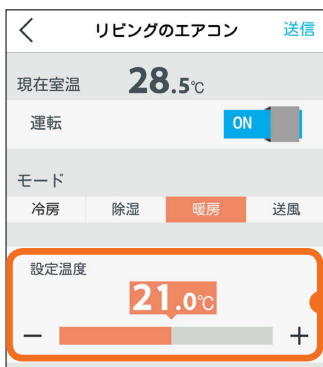 リビングのエアコン 送信
現在室温 28.5℃
運転 ON
モード
冷房 除湿 暖房 送風
設定温度
21.0℃
− +